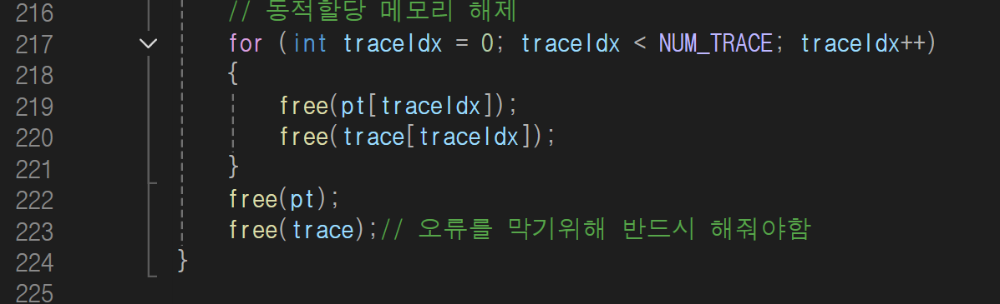 216 // 동적할당 메모리 해제
217 for (int traceIdx = 0; traceIdx < NUM_TRACE; traceIdx++)
218 {
219 free(pt[traceIdx]);
220 free(trace[traceIdx]);
221 }
222 free(pt);
223 free(trace);// 오류를 막기위해 반드시 해줘야함
224 }
225